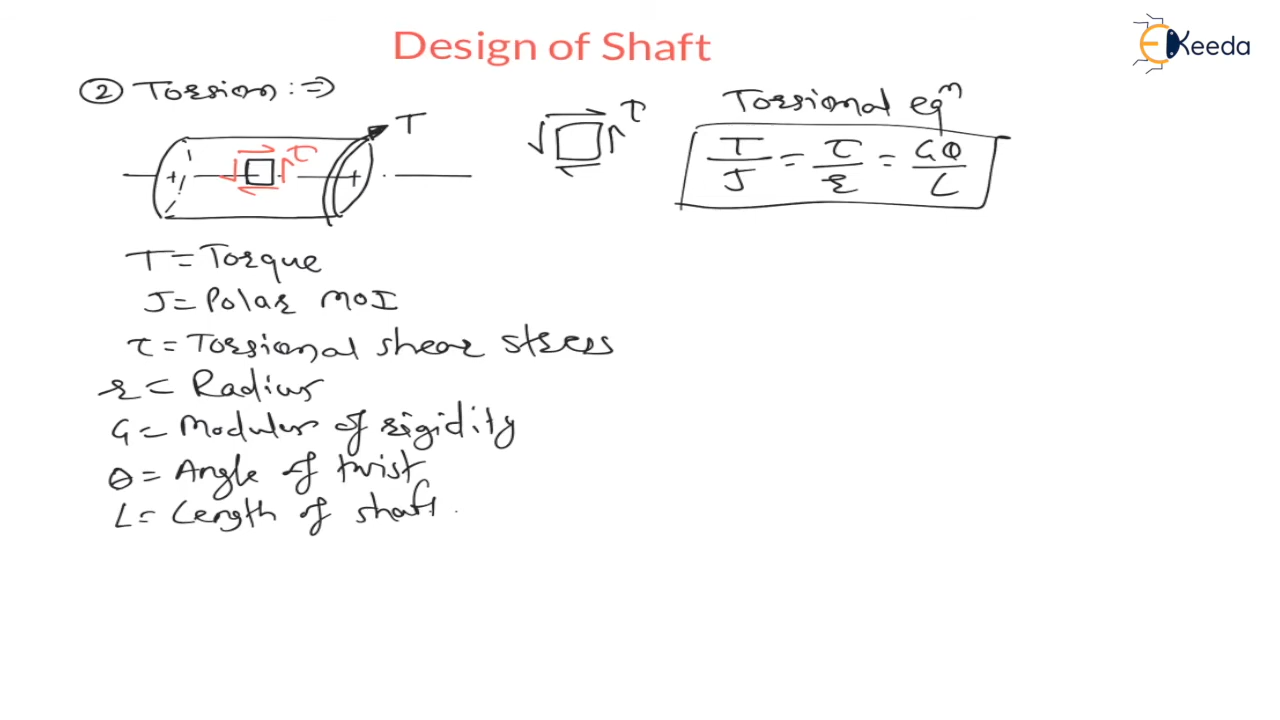 Design of Shaft
EKeeda
② Torsion :⇒
T
τ
τ
Torsional eqⁿ
T/J = τ/r = Gθ/L
T = Torque
J = Polar MOI
τ = Torsional shear stress
r = Radius
G = Modulus of rigidity
θ = Angle of twist
L = Length of shaft.